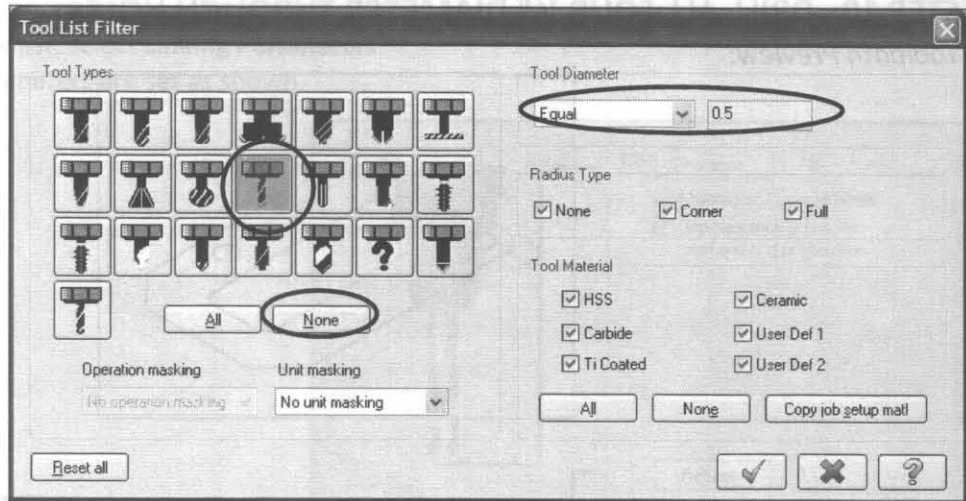 Tool List Filter
Tool Types
Tool Diameter
Equal
0.5
Radius Type
None
Corner
Full
Tool Material
HSS
Ceramic
Carbide
User Def 1
Ti Coated
User Def 2
All
None
Operation masking
Unit masking
No operation masking
No unit masking
All
None
Copy job setup matl
Reset all
Toolpath Preview: